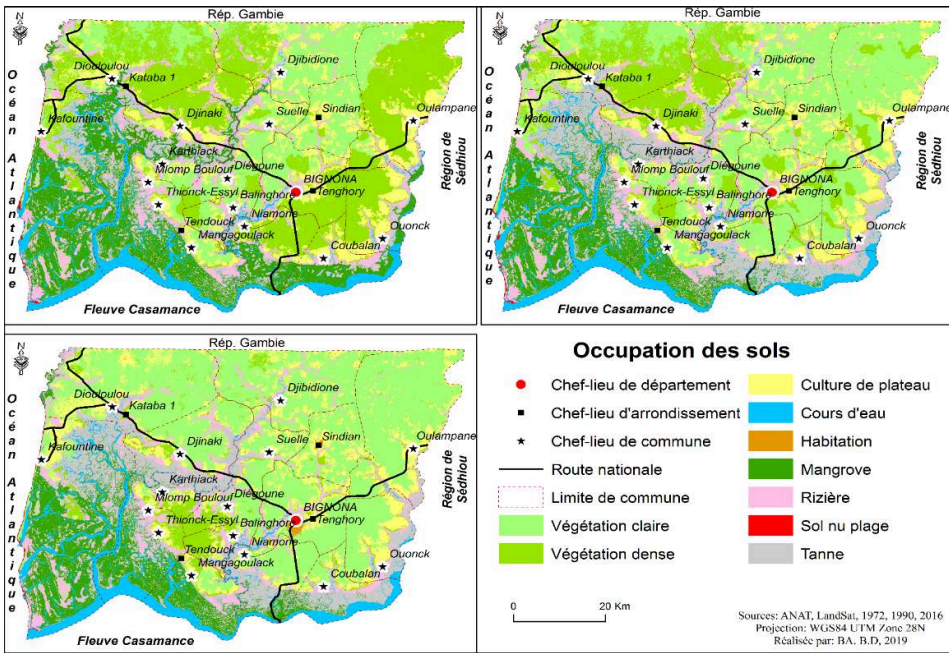 Rép. Gambie
N
Djibidione
Diouloulou
Kataba 1
Oulampane
Suelle
Sindian
Djinaki
Kafountine
Océan Atlantique
Région de
Sédhiou
Karthiack
Mlomp Boulouf
Diégoune
BIGNONA
Thionck-Essyl
Balinghore
Tenghory
Niamone
Tendouck
Mangagoulack
Ouonck
Coubalan
Fleuve Casamance
Rép. Gambie
N
Djibidione
Diouloulou
Kataba 1
Oulampane
Suelle
Sindian
Djinaki
Kafountine
Océan Atlantique
Région de
Sédhiou
Karthiack
Mlomp Boulouf
Diégoune
BIGNONA
Thionck-Essyl
Balinghore
Tenghory
Niamone
Tendouck
Mangagoulack
Ouonck
Coubalan
Fleuve Casamance
Rép. Gambie
N
Djibidione
Diouloulou
Kataba 1
Oulampane
Suelle
Sindian
Djinaki
Kafountine
Océan Atlantique
Région de
Sédhiou
Karthiack
Mlomp Boulouf
Diégoune
BIGNONA
Thionck-Essyl
Balinghore
Tenghory
Niamone
Tendouck
Mangagoulack
Ouonck
Coubalan
Fleuve Casamance
Occupation des sols
Chef-lieu de département
Chef-lieu d'arrondissement
Chef-lieu de commune
Route nationale
Limite de commune
Végétation claire
Végétation dense
Culture de plateau
Cours d'eau
Habitation
Mangrove
Rizière
Sol nu plage
Tanne
0 20 Km
Sources: ANAT, LandSat, 1972, 1990, 2016
Projection: WGS84 UTM Zone 28N
Réalisée par: BA. B.D, 2019